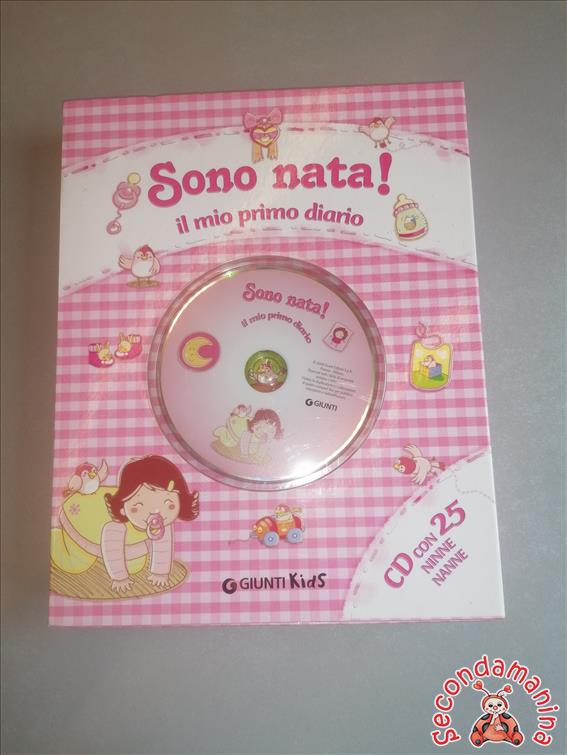 Sono nata!
il mio primo diario
Sono nata!
il mio primo diario
GIUNTI
CD CON 25
NINNE
NANNE
GIUNTI KidS
Secondamanina